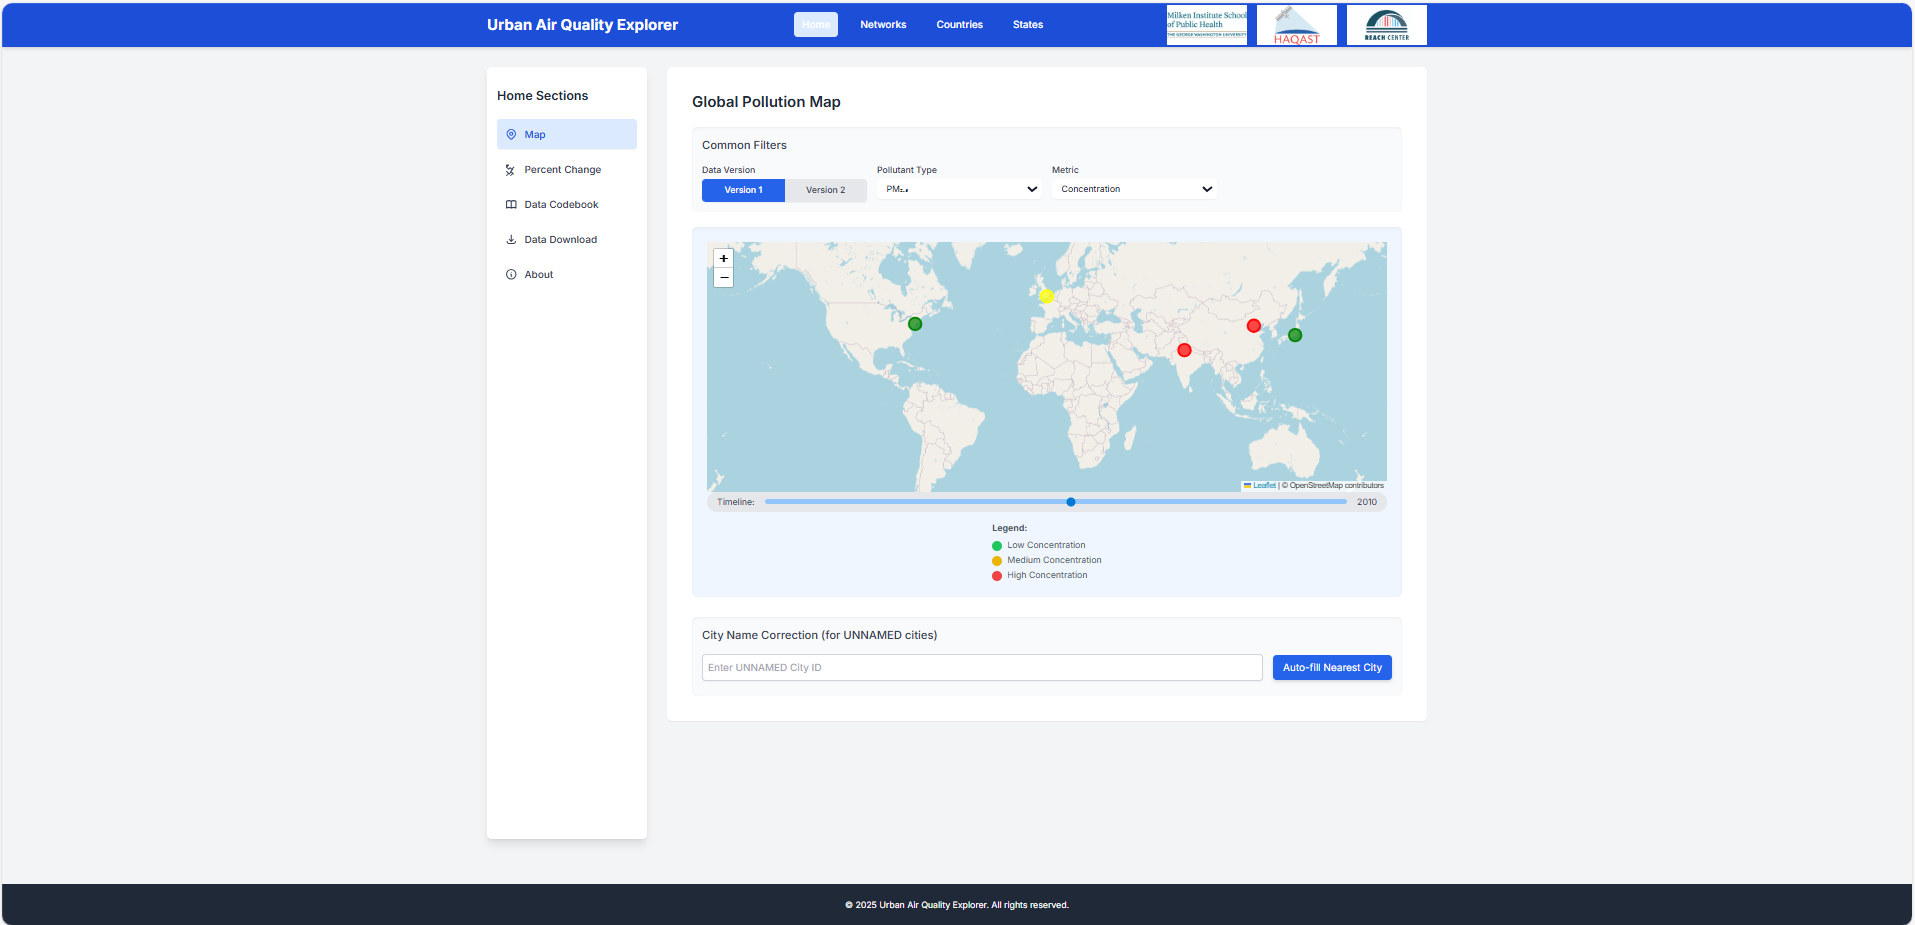 Urban Air Quality Explorer
Home
Networks
Countries
States
Milken Institute School
of Public Health
THE GEORGE WASHINGTON UNIVERSITY
HAQAST
REACH CENTER
Home Sections
Map
Percent Change
Data Codebook
Data Download
About
Global Pollution Map
Common Filters
Data Version
Pollutant Type
Metric
Version 1
Version 2
PM₂.₅
Concentration
+
−
Leaflet | © OpenStreetMap contributors
Timeline:
2010
Legend:
Low Concentration
Medium Concentration
High Concentration
City Name Correction (for UNNAMED cities)
Enter UNNAMED City ID
Auto-fill Nearest City
© 2025 Urban Air Quality Explorer. All rights reserved.